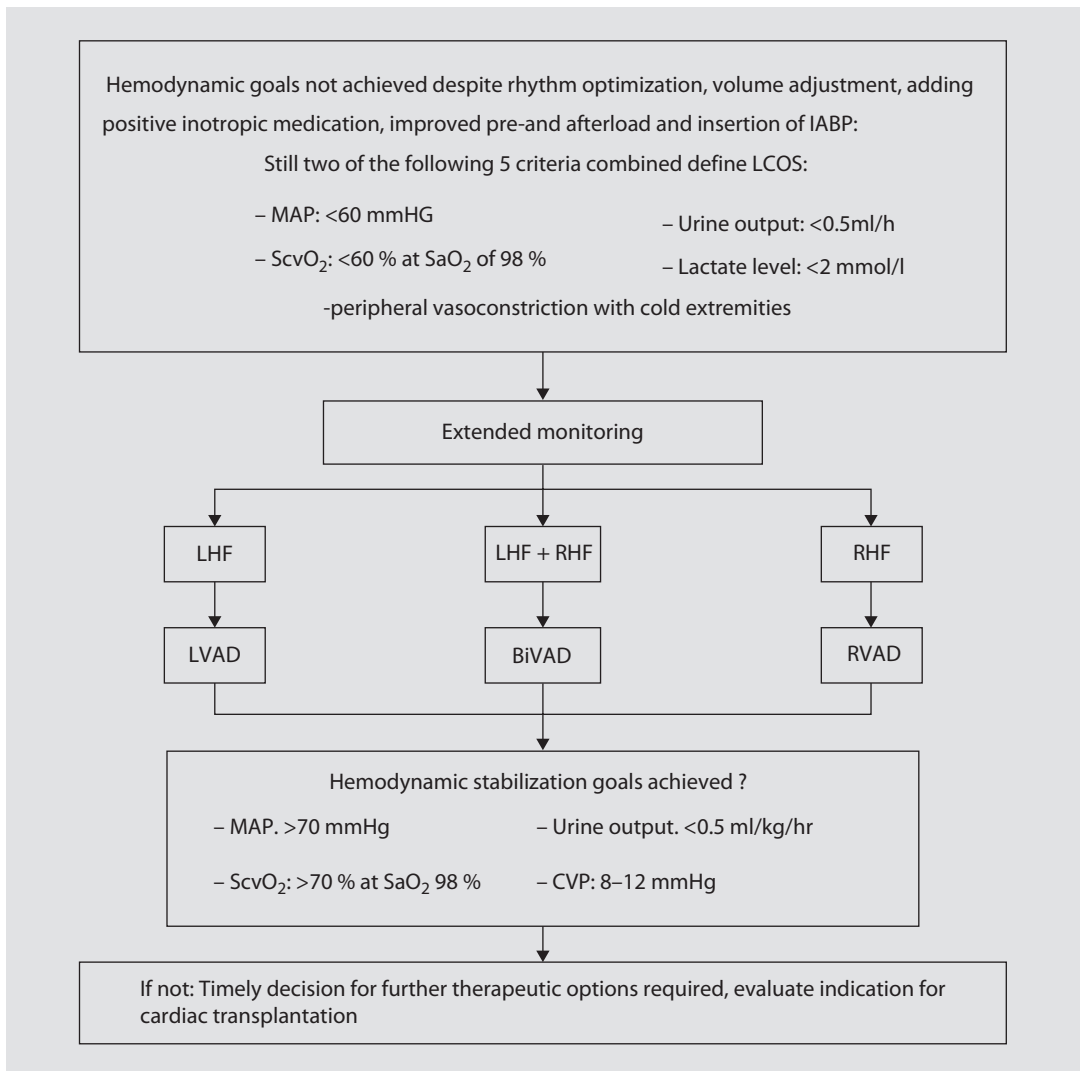 Hemodynamic goals not achieved despite rhythm optimization, volume adjustment, adding
positive inotropic medication, improved pre-and afterload and insertion of IABP:
Still two of the following 5 criteria combined define LCOS:
– MAP: <60 mmHG
– Urine output: <0.5ml/h
– ScvO₂: <60 % at SaO₂ of 98 %
– Lactate level: <2 mmol/l
-peripheral vasoconstriction with cold extremities
Extended monitoring
LHF
LHF + RHF
RHF
LVAD
BiVAD
RVAD
Hemodynamic stabilization goals achieved ?
– MAP. >70 mmHg
– Urine output. <0.5 ml/kg/hr
– ScvO₂: >70 % at SaO₂ 98 %
– CVP: 8–12 mmHg
If not: Timely decision for further therapeutic options required, evaluate indication for
cardiac transplantation